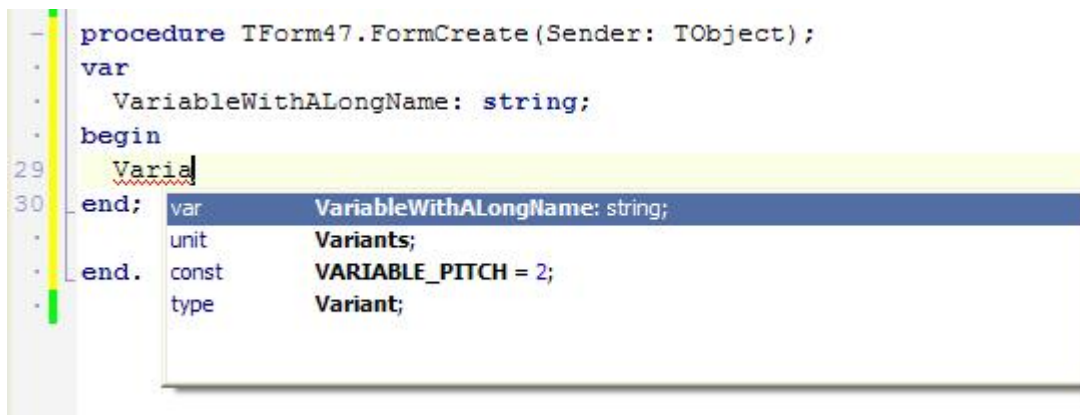 procedure TForm47.FormCreate(Sender: TObject);
var
VariableWithALongName: string;
begin
29 Varia
30 end;
var VariableWithALongName: string;
unit Variants;
end. const VARIABLE_PITCH = 2;
type Variant;